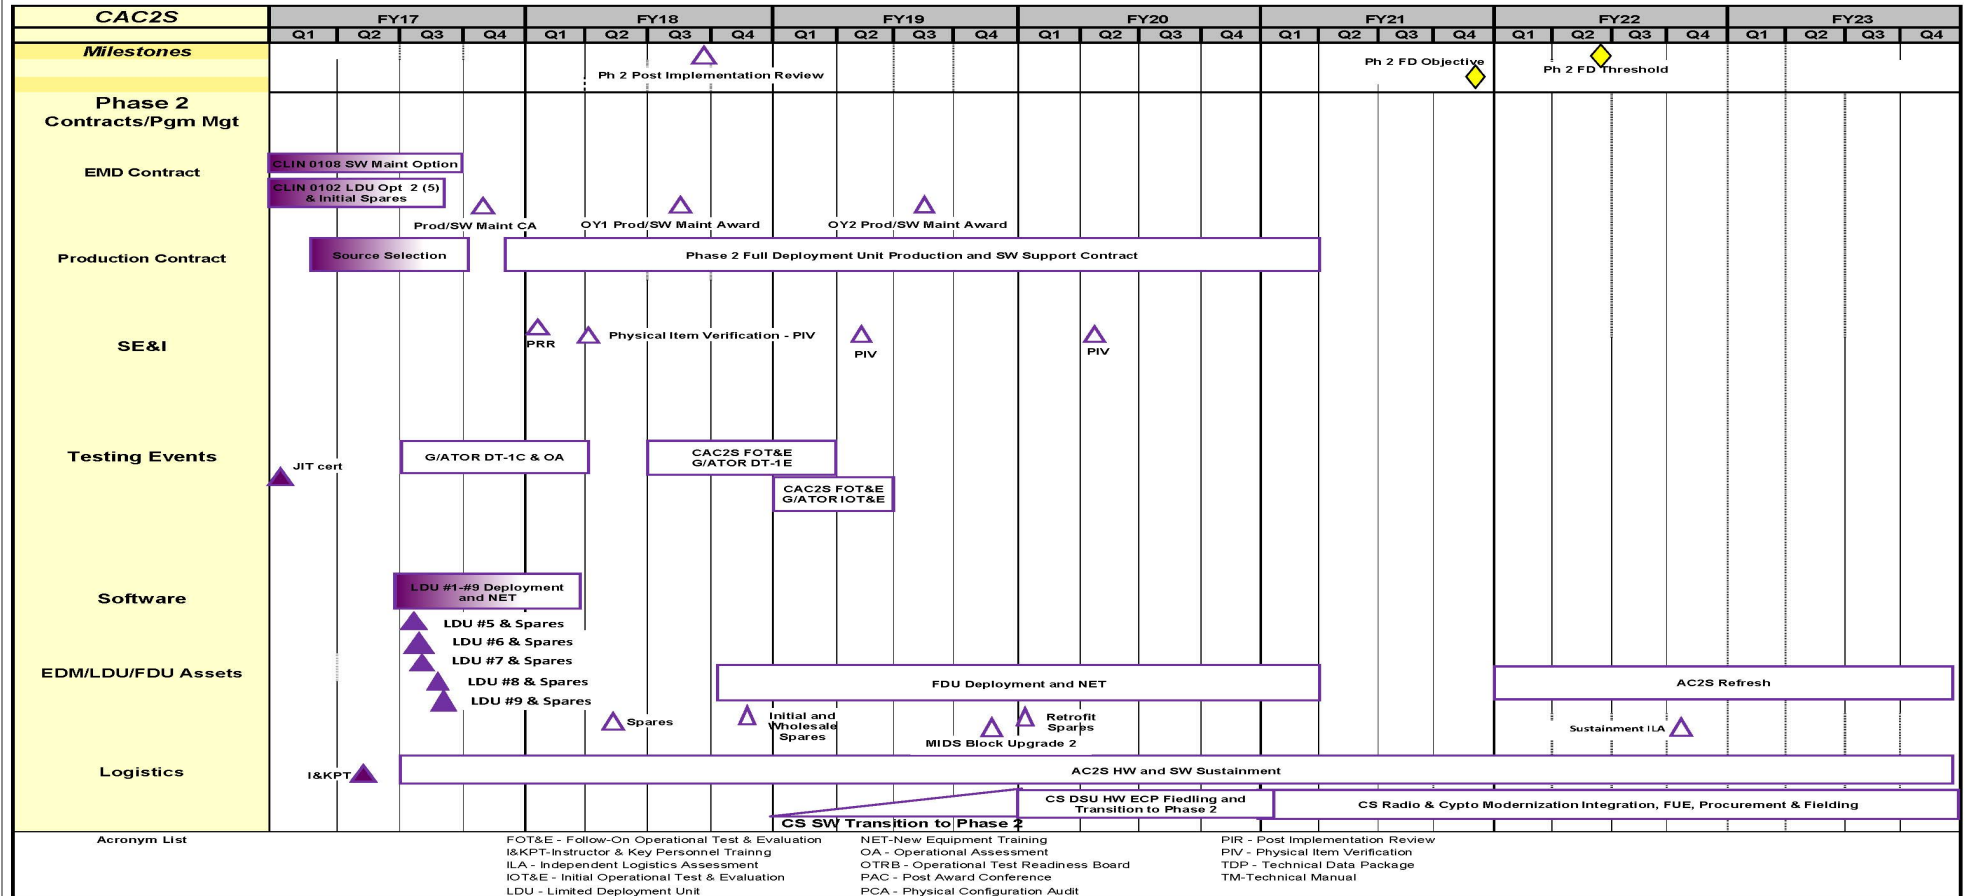 CAC2S FY17 FY18 FY19 FY20 FY21 FY22 FY23
Q1 Q2 Q3 Q4 Q1 Q2 Q3 Q4 Q1 Q2 Q3 Q4 Q1 Q2 Q3 Q4 Q1 Q2 Q3 Q4 Q1 Q2 Q3 Q4 Q1 Q2 Q3 Q4
Milestones
Ph 2 Post Implementation Review
Ph 2 FD Objective
Ph 2 FD Threshold
Phase 2
Contracts/Pgm Mgt
EMD Contract
CLIN 0108 SW Maint Option
CLIN 0102 LDU Opt 2 (5)
& Initial Spares
Prod/SW Maint CA
OY1 Prod/SW Maint Award
OY2 Prod/SW Maint Award
Production Contract
Source Selection
Phase 2 Full Deployment Unit Production and SW Support Contract
SE&I
PRR
Physical Item Verification - PIV
PIV
PIV
Testing Events
JIT cert
G/ATOR DT-1C & OA
CAC2S FOT&E
G/ATOR DT-1E
CAC2S FOT&E
G/ATOR IOT&E
Software
LDU #1-#9 Deployment
and NET
LDU #5 & Spares
LDU #6 & Spares
LDU #7 & Spares
EDM/LDU/FDU Assets
LDU #8 & Spares
LDU #9 & Spares
FDU Deployment and NET
AC2S Refresh
Spares
Initial and
Wholesale
Spares
MIDS Block Upgrade 2
Retrofit
Spares
Sustainment ILA
Logistics
I&KPT
AC2S HW and SW Sustainment
CS SW Transition to Phase 2
CS DSU HW ECP Fiedling and
Transition to Phase 2
CS Radio & Cypto Modernization Integration, FUE, Procurement & Fielding
Acronym List
FOT&E - Follow-On Operational Test & Evaluation
I&KPT-Instructor & Key Personnel Training
ILA - Independent Logistics Assessment
IOT&E - Initial Operational Test & Evaluation
LDU - Limited Deployment Unit
NET-New Equipment Training
OA - Operational Assessment
OTRB - Operational Test Readiness Board
PAC - Post Award Conference
PCA - Physical Configuration Audit
PIR - Post Implementation Review
PIV - Physical Item Verification
TDP - Technical Data Package
TM-Technical Manual